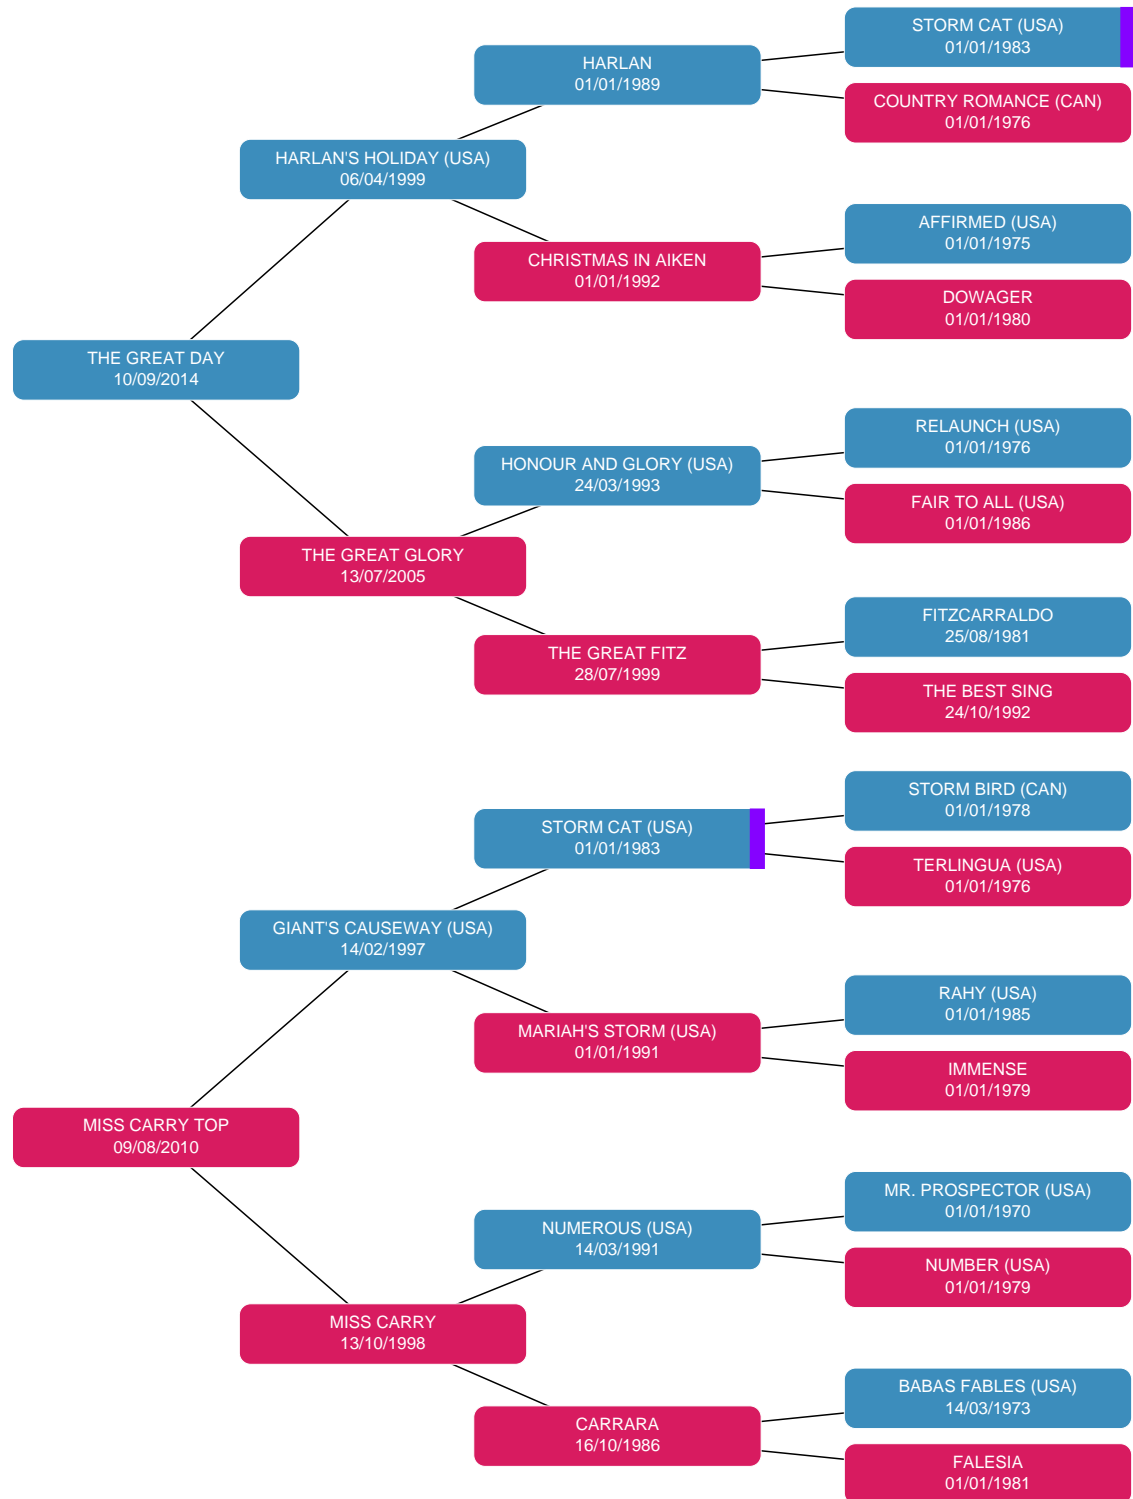 STORM CAT (USA)
01/01/1983
HARLAN
01/01/1989
COUNTRY ROMANCE (CAN)
01/01/1976
HARLAN'S HOLIDAY (USA)
06/04/1999
AFFIRMED (USA)
01/01/1975
CHRISTMAS IN AIKEN
01/01/1992
DOWAGER
01/01/1980
THE GREAT DAY
10/09/2014
RELAUNCH (USA)
01/01/1976
HONOUR AND GLORY (USA)
24/03/1993
FAIR TO ALL (USA)
01/01/1986
THE GREAT GLORY
13/07/2005
FITZCARRALDO
25/08/1981
THE GREAT FITZ
28/07/1999
THE BEST SING
24/10/1992
STORM BIRD (CAN)
01/01/1978
STORM CAT (USA)
01/01/1983
TERLINGUA (USA)
01/01/1976
GIANT'S CAUSEWAY (USA)
14/02/1997
RAHY (USA)
01/01/1985
MARIAH'S STORM (USA)
01/01/1991
IMMENSE
01/01/1979
MISS CARRY TOP
09/08/2010
MR. PROSPECTOR (USA)
01/01/1970
NUMEROUS (USA)
14/03/1991
NUMBER (USA)
01/01/1979
MISS CARRY
13/10/1998
BABAS FABLES (USA)
14/03/1973
CARRARA
16/10/1986
FALESIA
01/01/1981